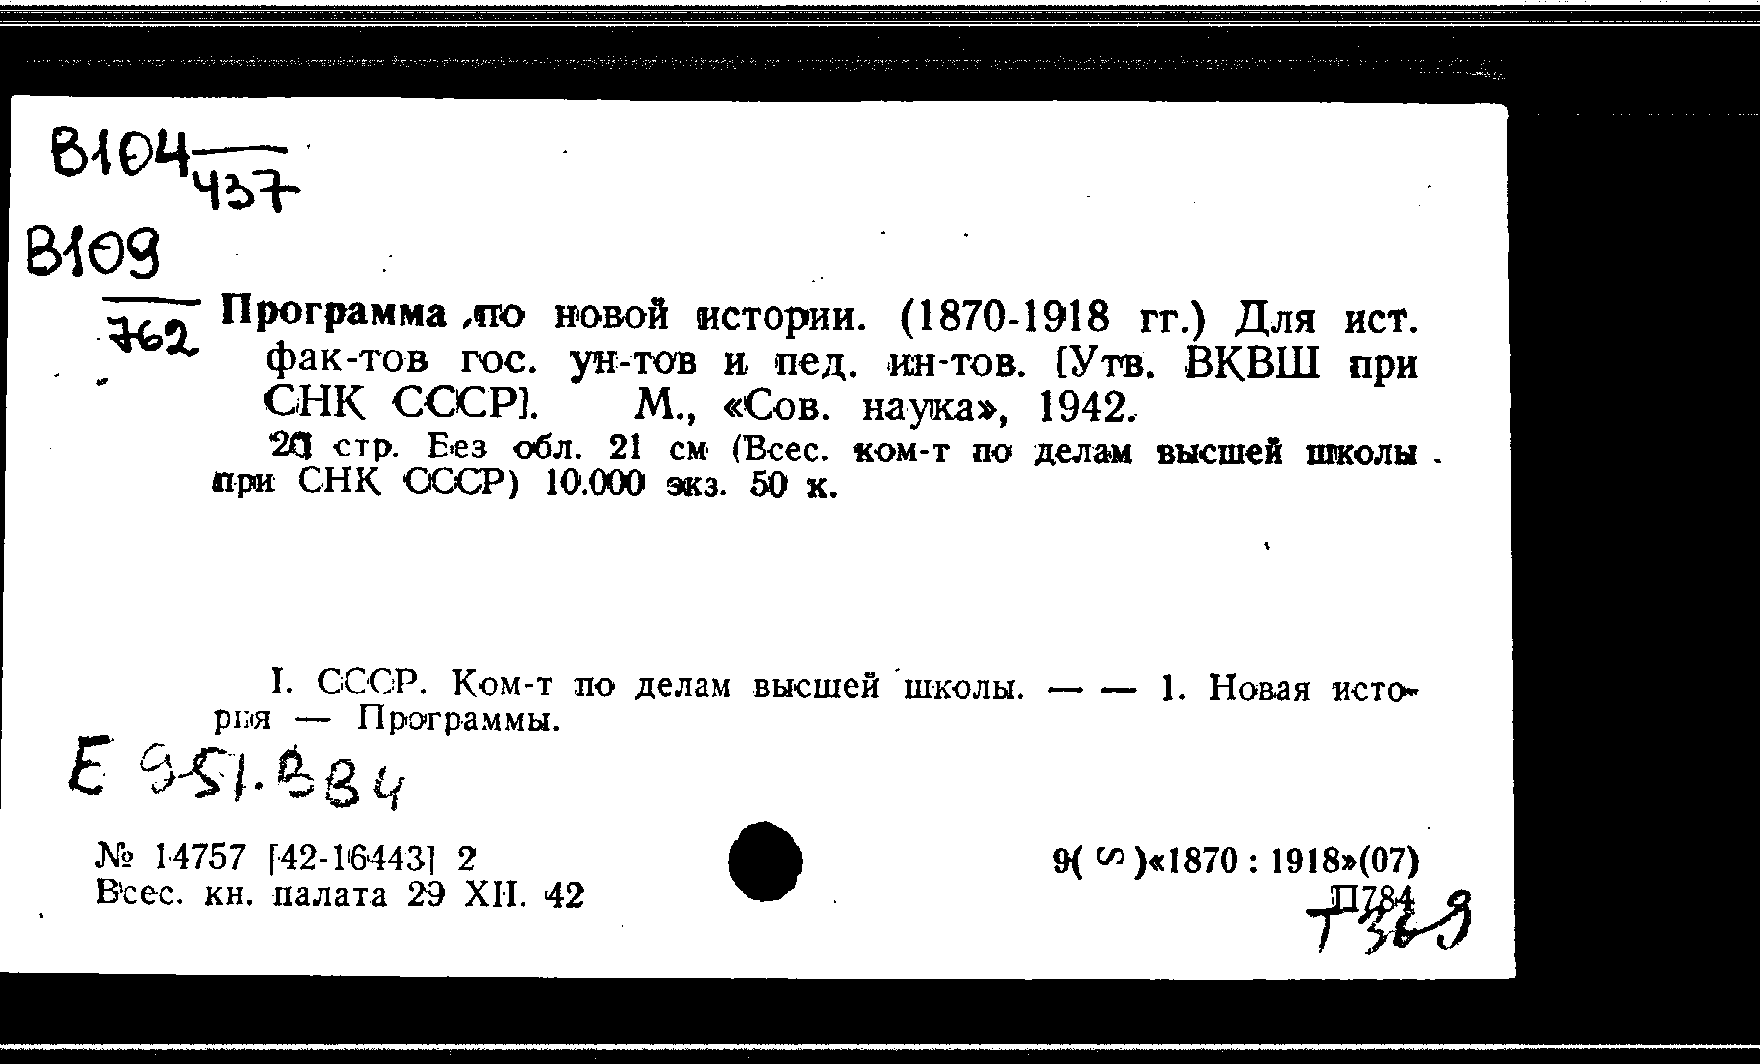 В104
437
В109
762
Программа по новой истории. (1870-1918 гг.) Для ист.
фак-тов гос. ун-тов и пед. ин-тов. [Утв. ВКВШ при
СНК СССР]. М., «Сов. наука», 1942.
стр. Без обл. 21 см (Всес. ком-т по делам высшей школы
при СНК СССР) 10.000 экз. 50 к.
I. СССР. Ком-т по делам высшей школы. — — 1. Новая исто-
рия — Программы.
Е 951.ВВ4
№ 14757 [42-16443] 2
Всес. кн. палата 29 XII. 42
9( )«1870 : 1918»(07)
П784
Т369